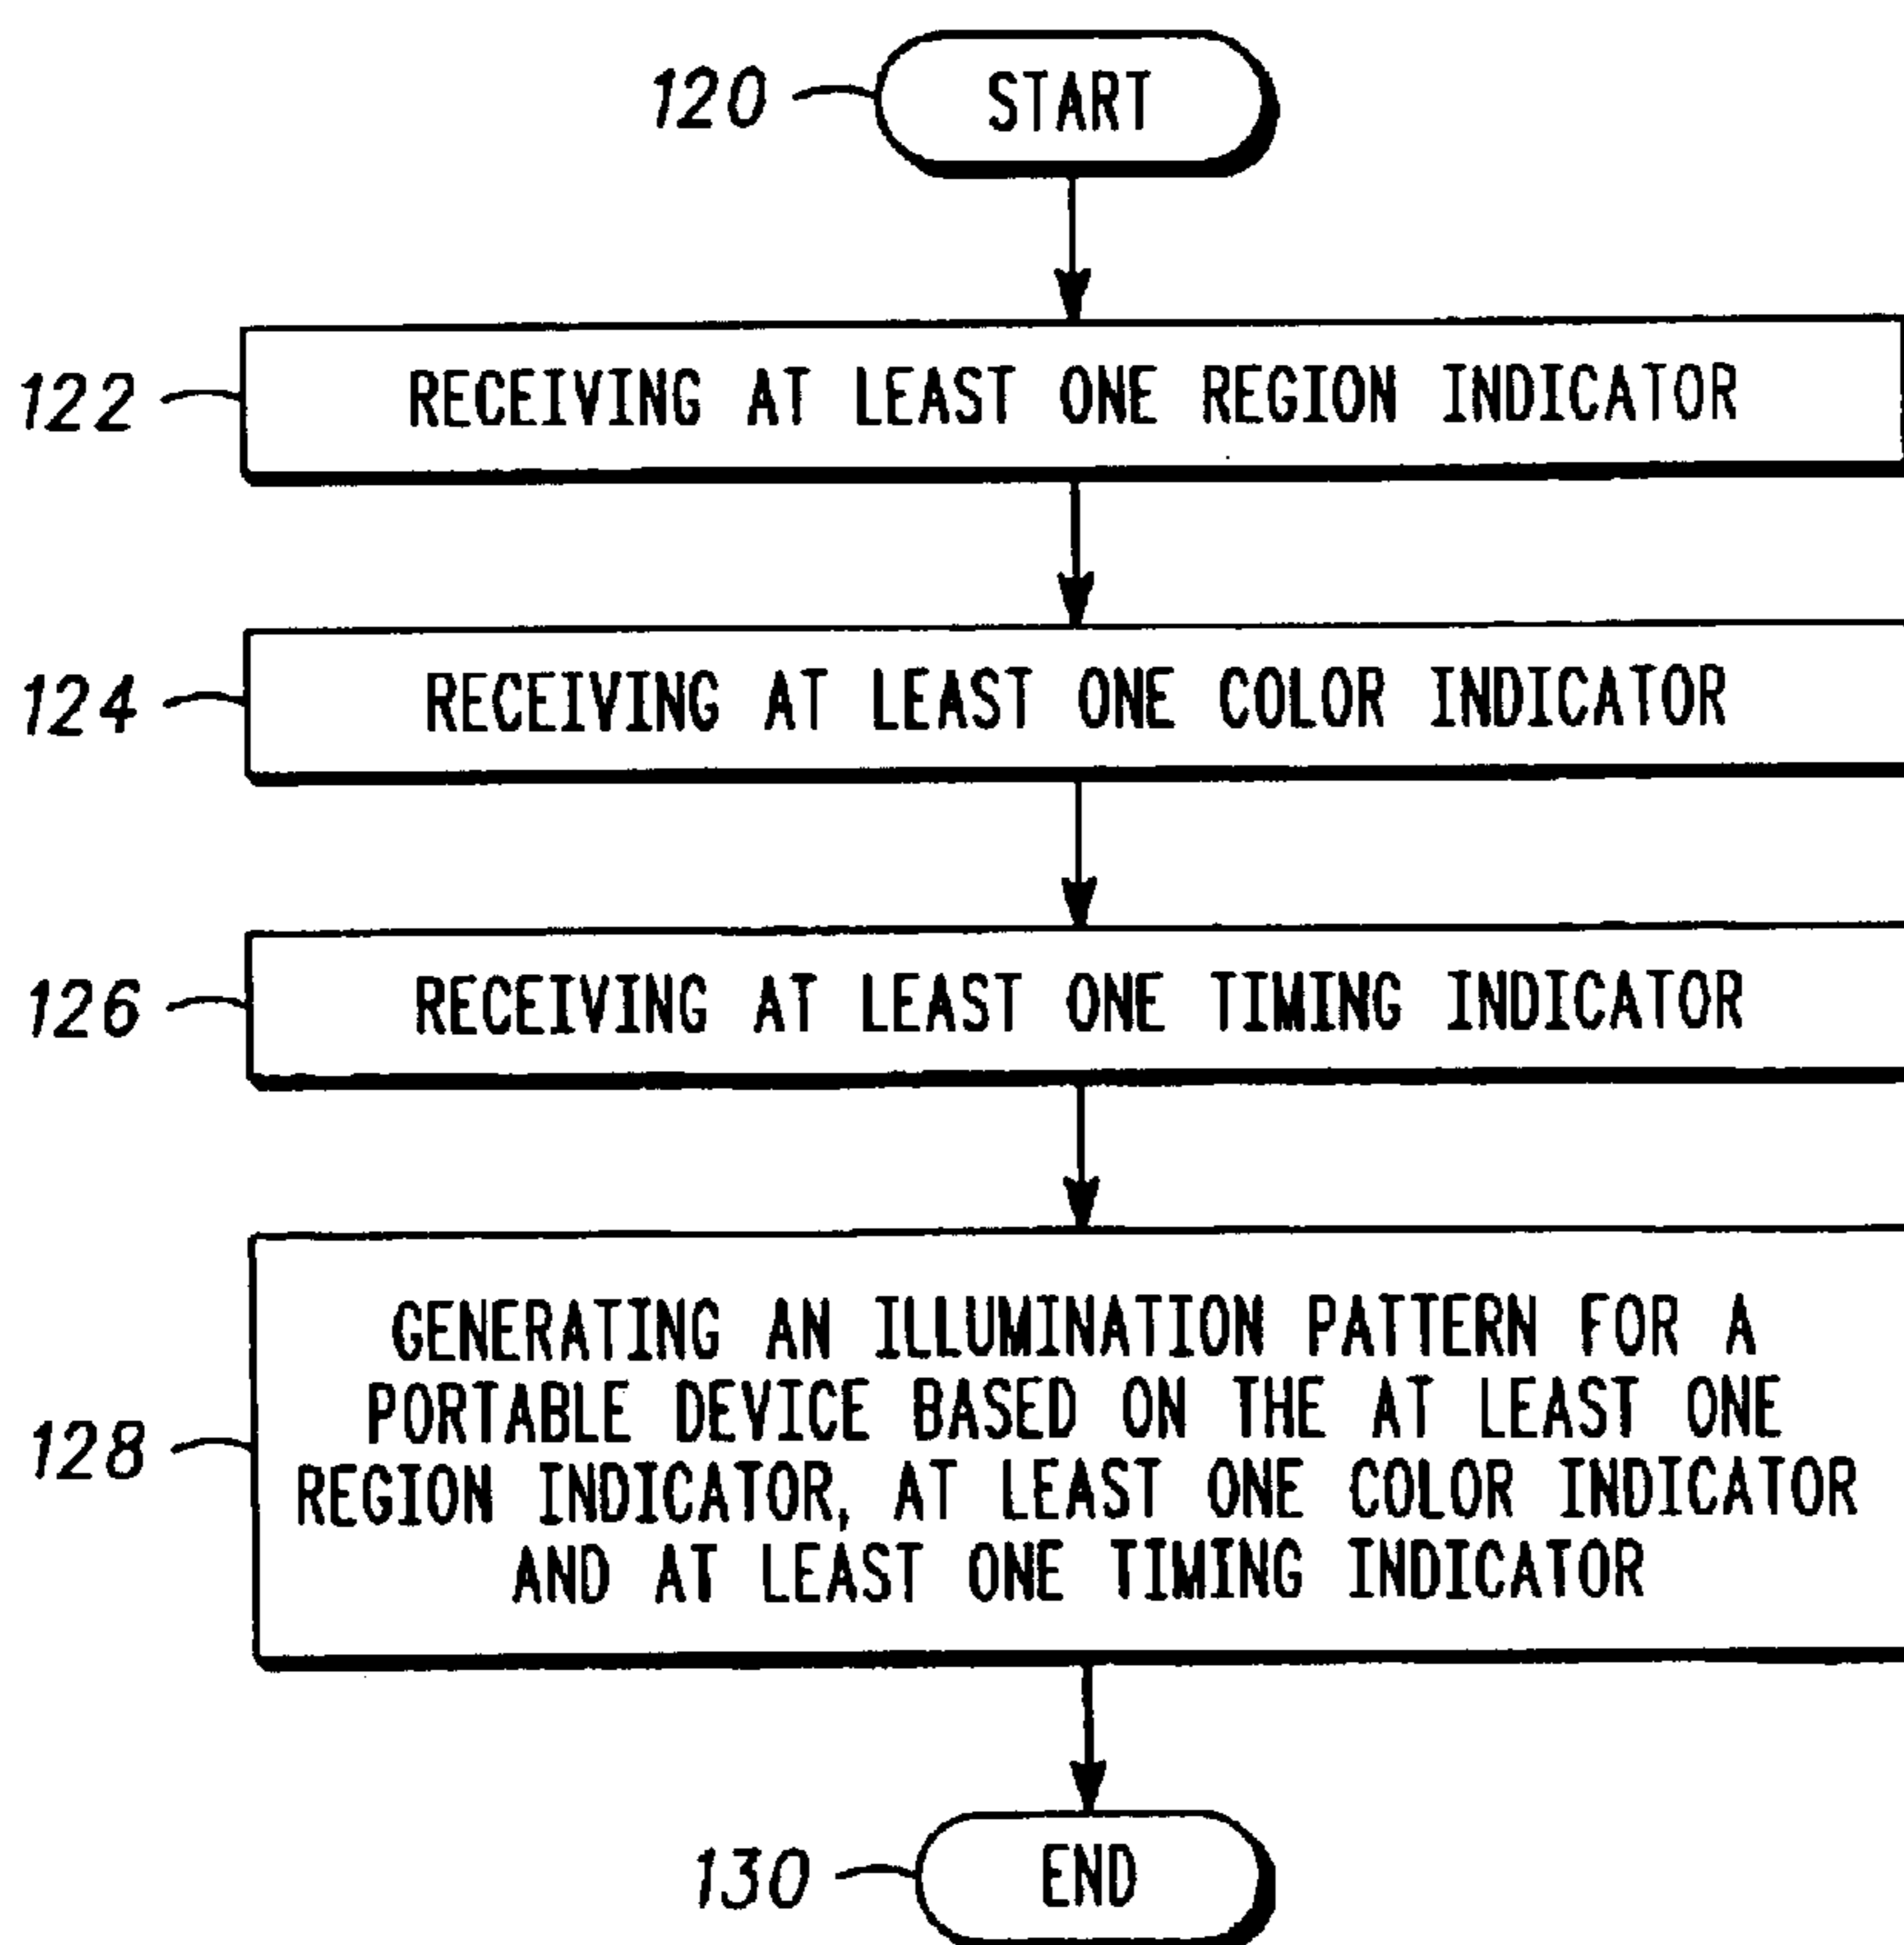 120 START
122 RECEIVING AT LEAST ONE REGION INDICATOR
124 RECEIVING AT LEAST ONE COLOR INDICATOR
126 RECEIVING AT LEAST ONE TIMING INDICATOR
GENERATING AN ILLUMINATION PATTERN FOR A
PORTABLE DEVICE BASED ON THE AT LEAST ONE
128 REGION INDICATOR, AT LEAST ONE COLOR INDICATOR
AND AT LEAST ONE TIMING INDICATOR
130 END